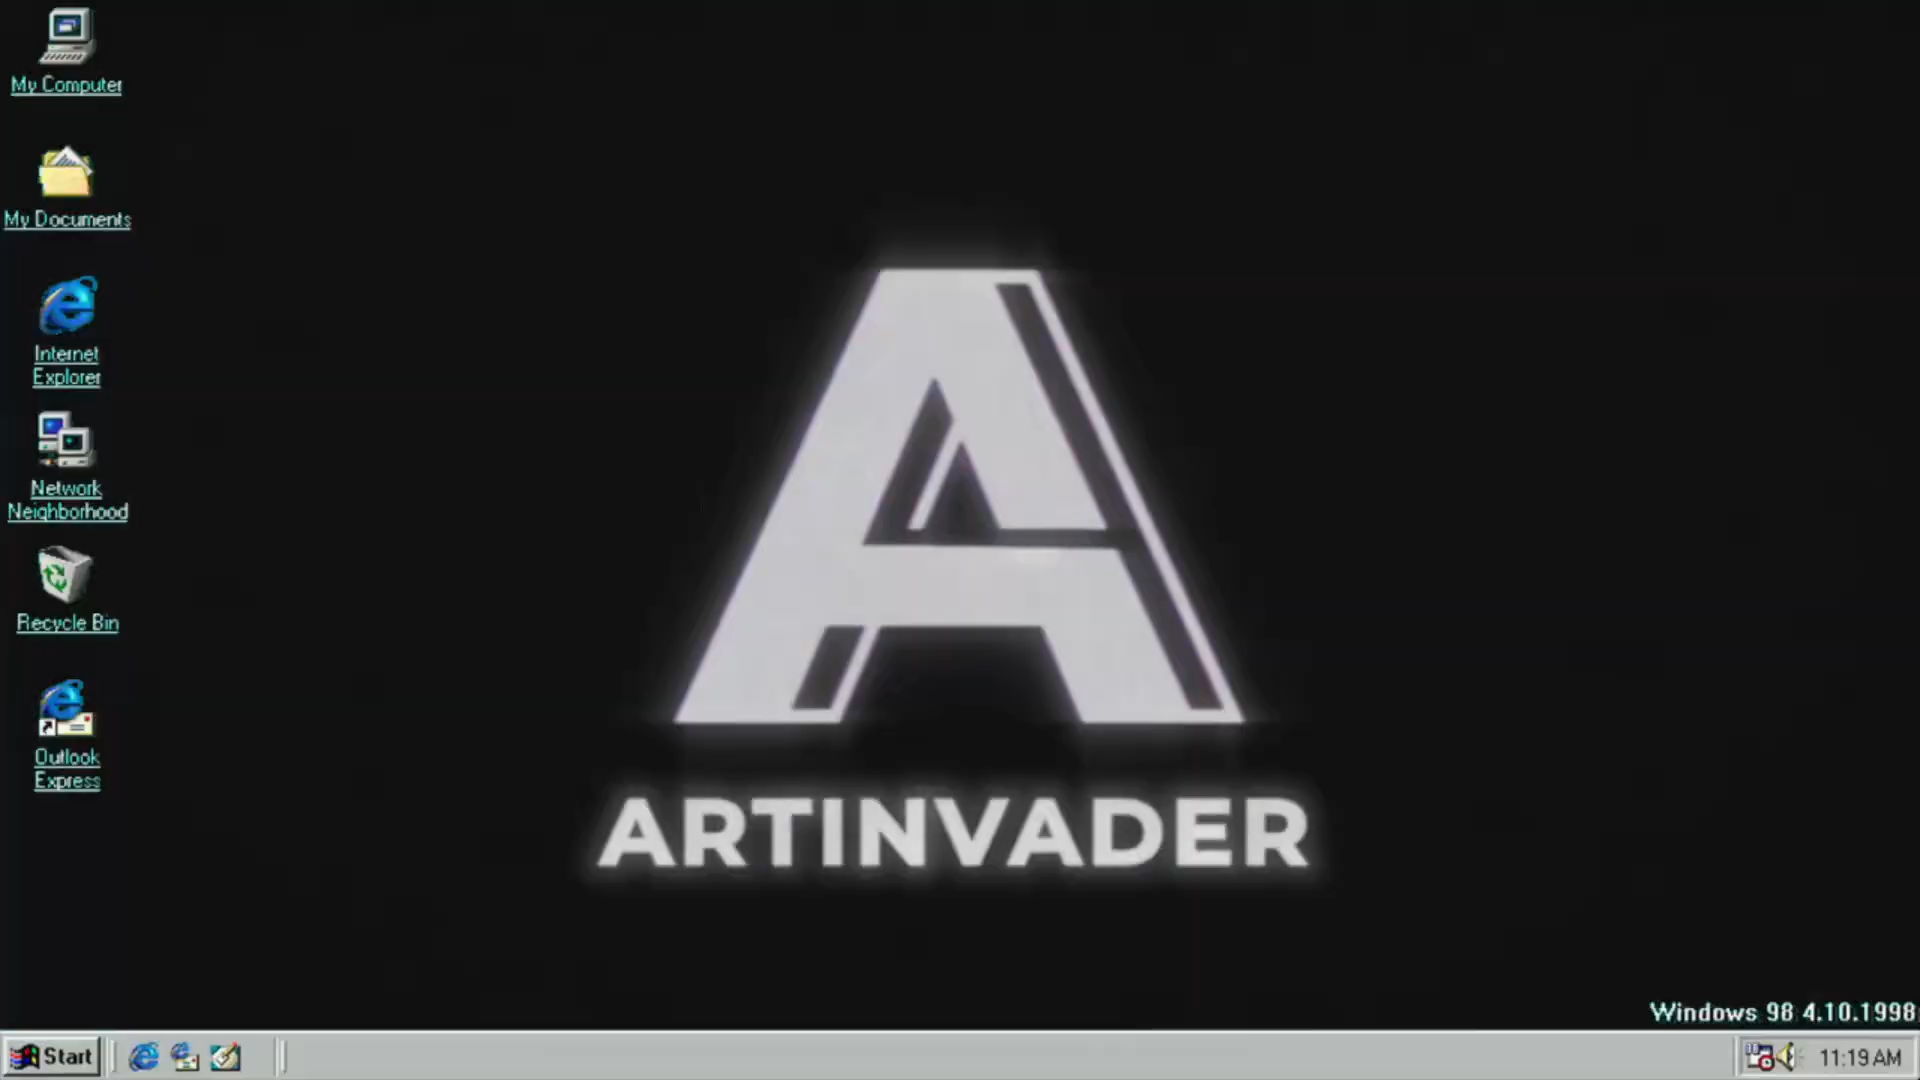 My Computer
My Documents
Internet
Explorer
Network
Neighborhood
Recycle Bin
Outlook
Express
A
ARTINVADER
Windows 98 4.10.1998
Start
11:19 AM